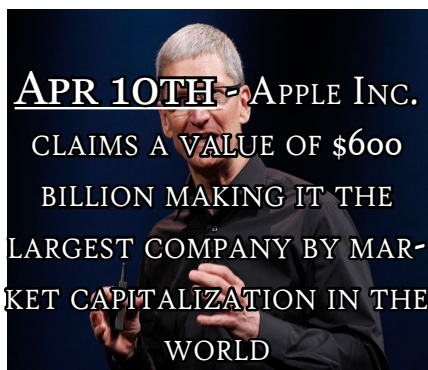 Apr 10th - Apple Inc.
claims a value of $600
billion making it the
largest company by mar-
ket capitalization in the
world